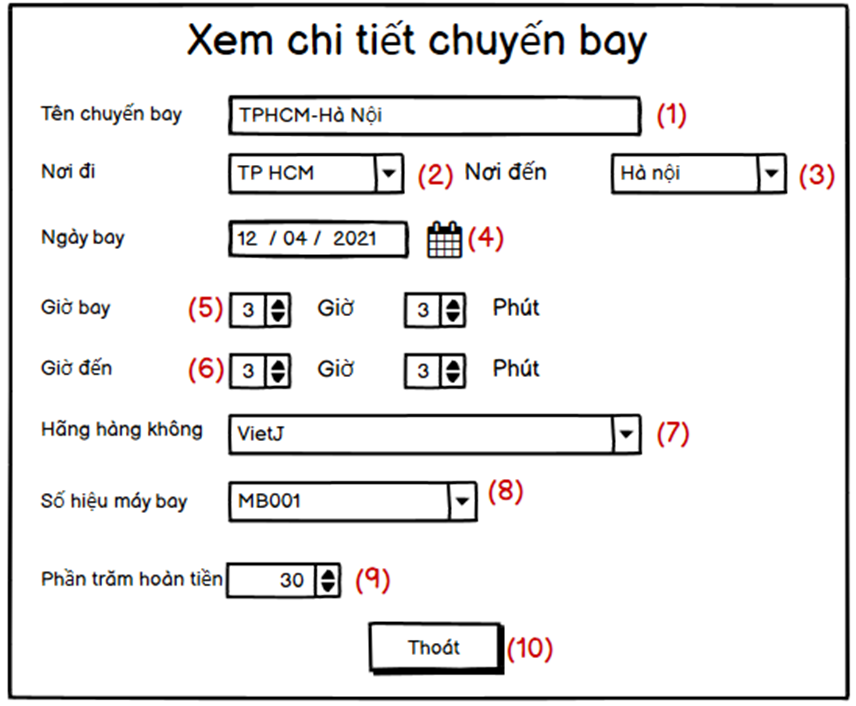 Xem chi tiết chuyến bay
Tên chuyến bay TPHCM-Hà Nội (1)
Nơi đi TP HCM (2) Nơi đến Hà nội (3)
Ngày bay 12 / 04 / 2021 (4)
Giờ bay (5) 3 Giờ 3 Phút
Giờ đến (6) 3 Giờ 3 Phút
Hãng hàng không VietJ (7)
Số hiệu máy bay MB001 (8)
Phần trăm hoàn tiền 30 (9)
Thoát (10)